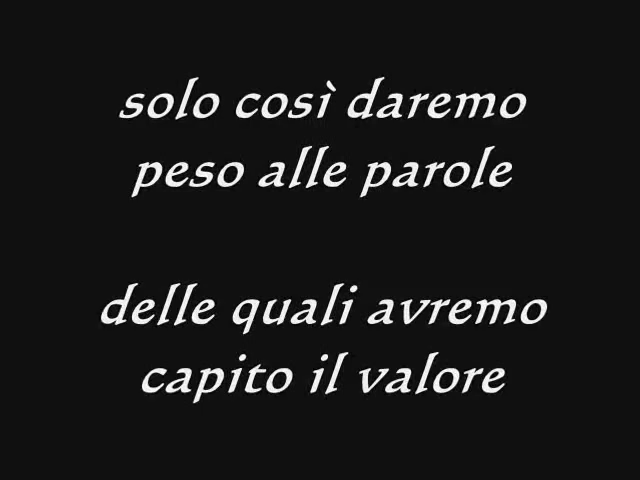 solo così daremo
peso alle parole
delle quali avremo
capito il valore